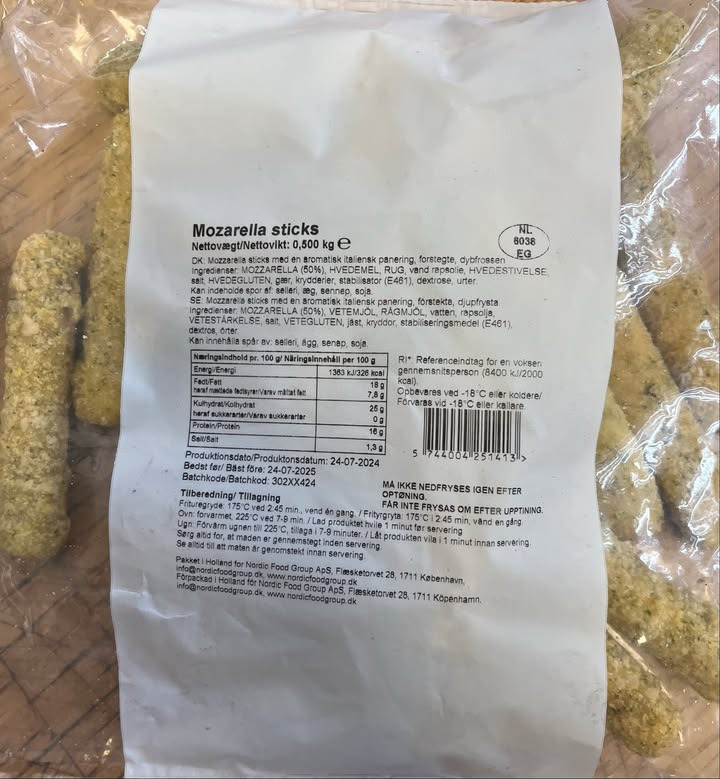 Mozarella sticks
Nettovægt/Nettovikt: 0,500 kg ℮
NL
6038
EG
DK: Mozzarella sticks med en aromatisk italiensk panering, forstegte, dybfrossen
Ingredienser: MOZZARELLA (50%), HVEDEMEL, RUG, vand rapsolie, HVEDESTIVELSE,
salt, HVEDEGLUTEN, gær, krydderier, stabilisator (E461), dextrose, urter.
Kan indeholde spor af: selleri, æg, sennep, soja.
SE: Mozzarella sticks med en aromatisk italiensk panering, förstekta, djupfrysta
Ingredienser: MOZZARELLA (50%), VETEMJÖL, RÅGMJÖL, vatten, rapsolja,
VETESTÄRKELSE, salt, VETEGLUTEN, jäst, kryddor, stabiliseringsmedel (E461),
dextros, örter.
Kan innehålla spår av: selleri, ägg, senap, soja.
Næringsindhold pr. 100 g/ Näringsinnehåll per 100 g
Energi/Energi 1363 kJ/326 kcal
Fedt/Fett 18 g
heraf mættede fedtsyrer/Varav mättat fett 7,8 g
Kulhydrat/Kolhydrat 25 g
heraf sukkerarter/Varav sukkerarter 0 g
Protein/Protein 16 g
Salt/Salt 1,3 g
RI* Referenceindtag for en voksen
gennemsnitsperson (8400 kJ/2000
kcal).
Opbevares ved -18°C eller koldere/
Förvaras vid -18°C eller kallare.
5 744004 251413 >
Produktionsdato/Produktionsdatum: 24-07-2024
Bedst før/ Bäst före: 24-07-2025
Batchkode/Batchkod: 302XX424
MÅ IKKE NEDFRYSES IGEN EFTER
OPTØNING.
FÅR INTE FRYSAS OM EFTER UPPTINING.
Tilberedning/ Tillagning
Frituregryde: 175°C ved 2:45 min., vend én gang. / Frityrgryta: 175°C i 2:45 min, vänd en gång.
Ovn: forvarmet, 225°C ved 7-9 min. / Lad produktet hvile 1 minut før servering
Ugn: Förvärm ugnen till 225°C, tillaga i 7-9 minuter. / Låt produkten vila i 1 minut innan servering.
Sørg altid for, at maden er gennemstegt inden servering.
Se alltid till att maten är genomstekt innan servering.
Pakket i Holland for Nordic Food Group ApS, Flæsketorvet 28, 1711 København,
info@nordicfoodgroup.dk, www.nordicfoodgroup.dk
Förpackad i Holland för Nordic Food Group ApS, Flæsketorvet 28, 1711 Köpenhamn,
info@nordicfoodgroup.dk, www.nordicfoodgroup.dk